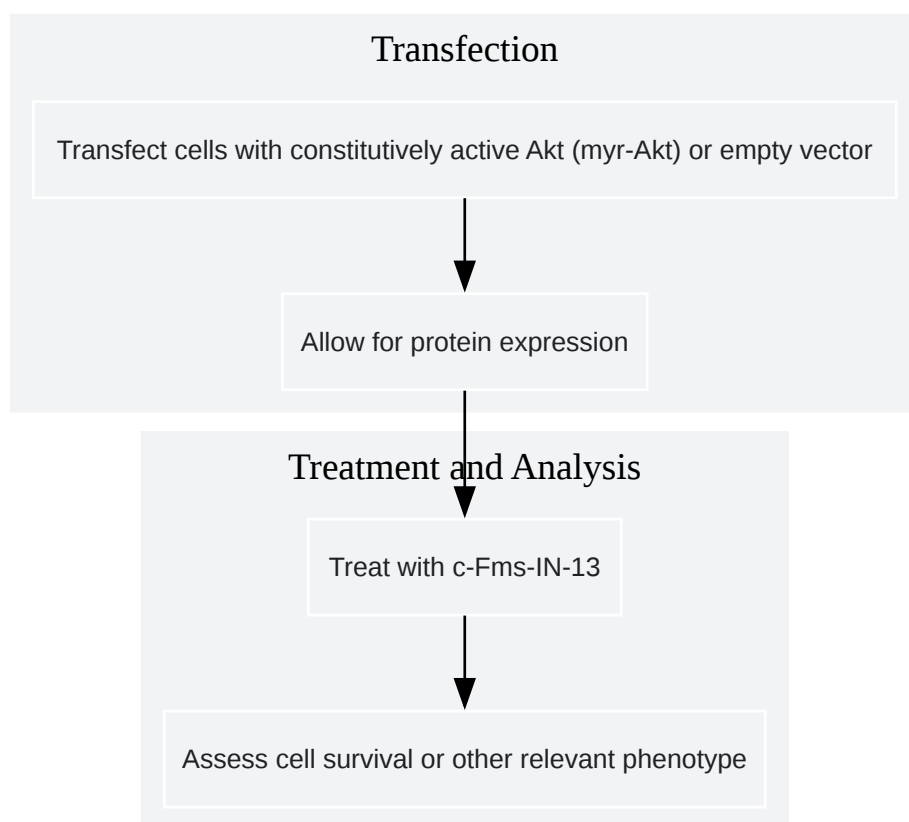 Transfection
Transfect cells with constitutively active Akt (myr-Akt) or empty vector
Allow for protein expression
Treatment and Analysis
Treat with c-Fms-IN-13
Assess cell survival or other relevant phenotype